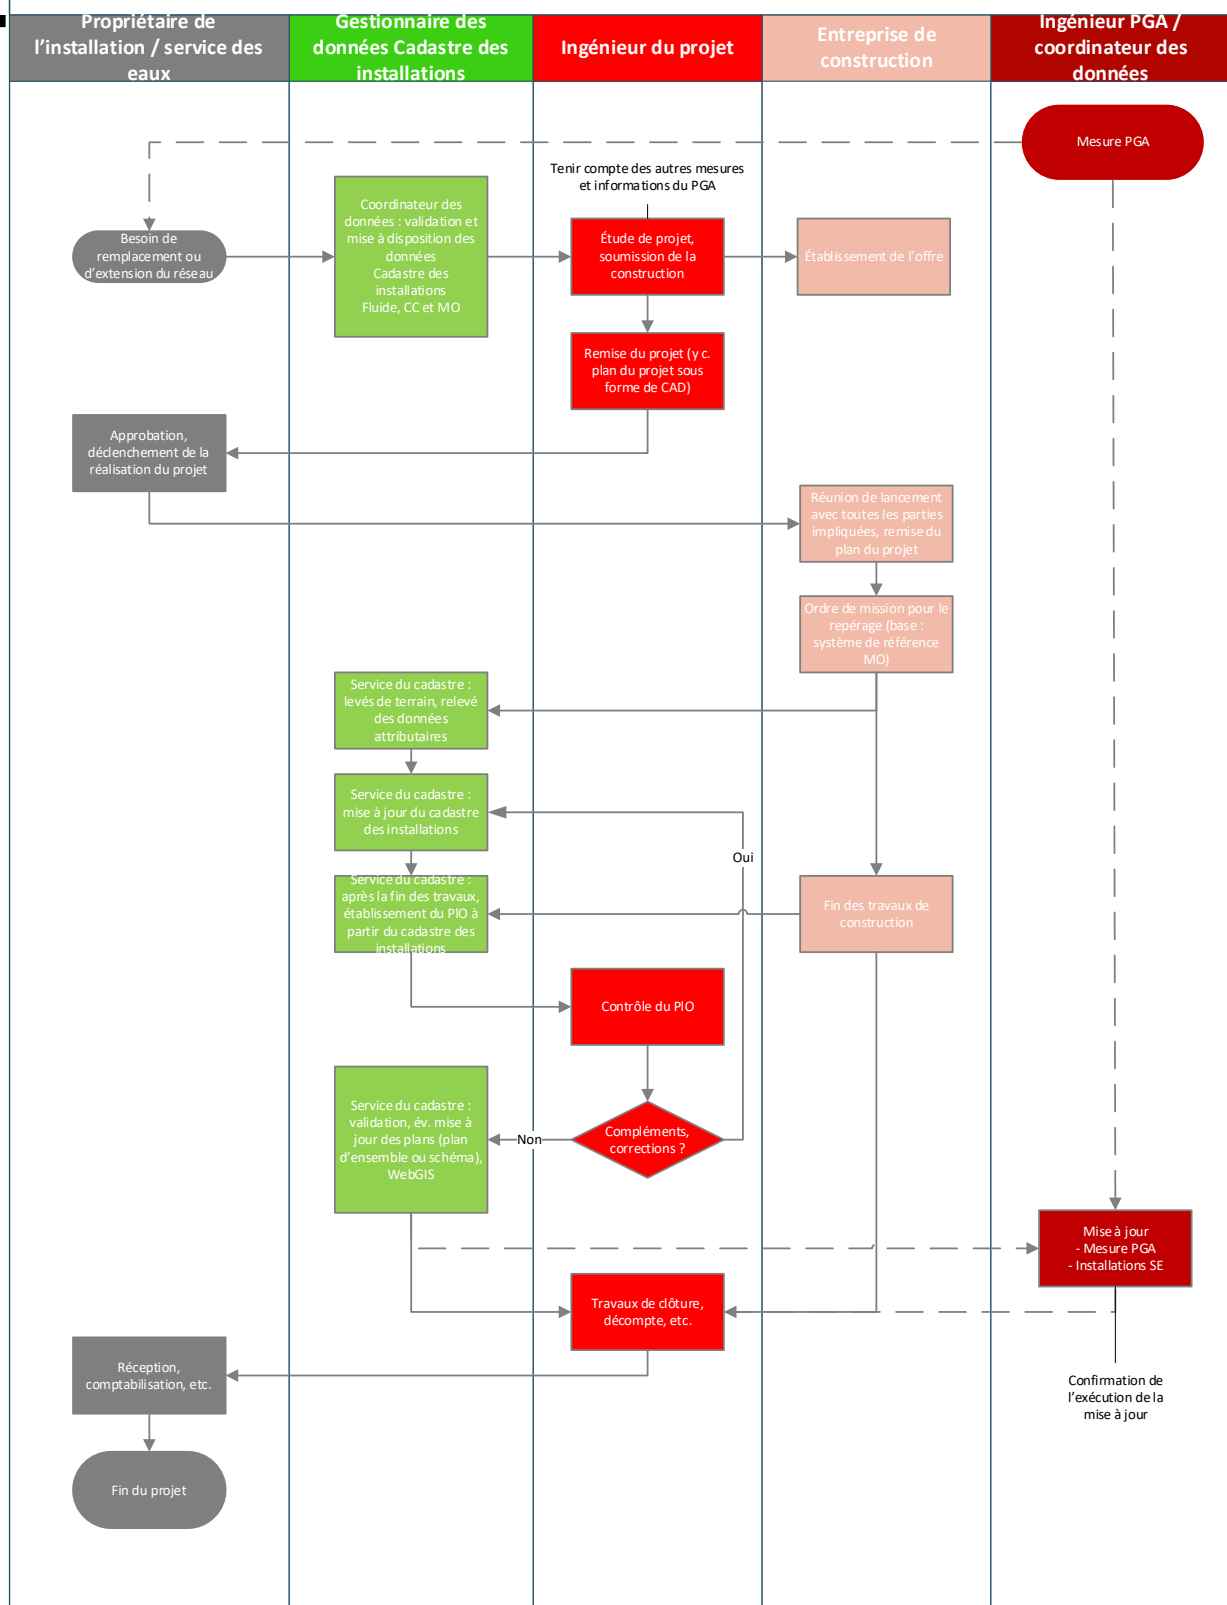 Propriétaire de
l'installation / service des
eaux
Gestionnaire des
données Cadastre des
installations
Ingénieur du projet
Entreprise de
construction
Ingénieur PGA /
coordinateur des
données
Mesure PGA
Tenir compte des autres mesures
et informations du PGA
Besoin de
remplacement ou
d'extension du réseau
Coordinateur des
données : validation et
mise à disposition des
données
Cadastre des
installations
Fluide, CC et MO
Étude de projet,
soumission de la
construction
Établissement de l'offre
Remise du projet (y c.
plan du projet sous
forme de CAD)
Approbation,
déclenchement de la
réalisation du projet
Réunion de lancement
avec toutes les parties
impliquées, remise du
plan du projet
Ordre de mission pour le
repérage (base :
système de référence
MO)
Service du cadastre :
levés de terrain, relevé
des données
attributaires
Service du cadastre :
mise à jour du cadastre
des installations
Oui
Service du cadastre :
après la fin des travaux,
établissement du PIO à
partir du cadastre des
installations
Fin des travaux de
construction
Contrôle du PIO
Service du cadastre :
validation, év. mise à
jour des plans (plan
d'ensemble ou schéma),
WebGIS
Non
Compléments,
corrections ?
Mise à jour
- Mesure PGA
- Installations SE
Travaux de clôture,
décompte, etc.
Réception,
comptabilisation, etc.
Confirmation de
l'exécution de la
mise à jour
Fin du projet